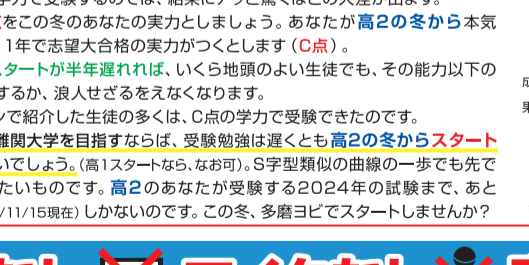 をこの冬のあなたの実力としましょう。あなたが高2の冬から本気
1年で志望大合格の実力がつくとします(C点)。
スタートが半年遅れれば、いくら地頭のよい生徒でも、その能力以下の
するか、浪人せざるをえなくなります。
ンで紹介した生徒の多くは、C点の学力で受験できたのです。
難関大学を目指すならば、受験勉強は遅くとも高2の冬からスタート
いでしょう。(高1スタートなら、なお可)。S字型類似の曲線の一歩でも先で
たいものです。高2のあなたが受験する2024年の試験まで、あと
/11/15現在)しかないのです。この冬、多磨ヨビでスタートしませんか?